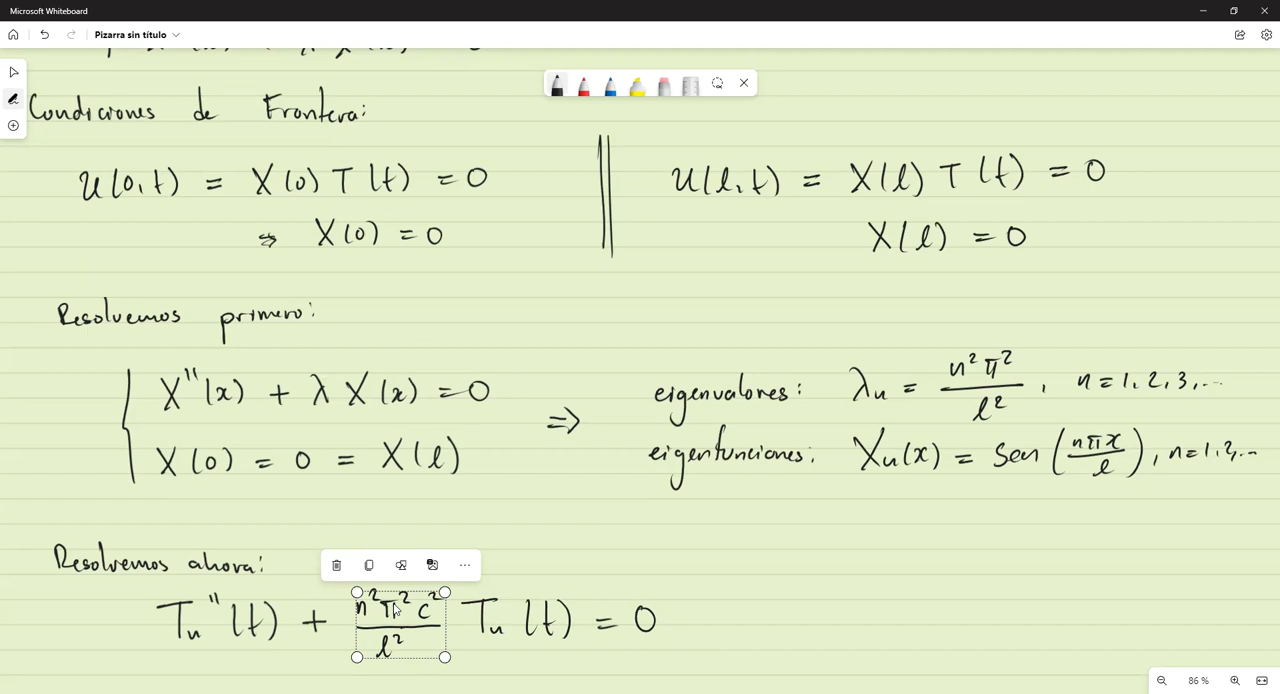 Microsoft Whiteboard
Pizarra sin título
Condiciones de Frontera:
u(0,t) = X(0) T(t) = 0
⇒ X(0) = 0
u(l,t) = X(l) T(t) = 0
X(l) = 0
Resolvemos primero:
X''(x) + λ X(x) = 0
X(0) = 0 = X(l)
⇒
eigenvalores: λn = n²π²/l², n=1,2,3,...
eigenfunciones: Xn(x) = Sen(nπx/l), n=1,2,...
Resolvemos ahora:
Tn''(t) + n²π²c²/l² Tn(t) = 0
86 %